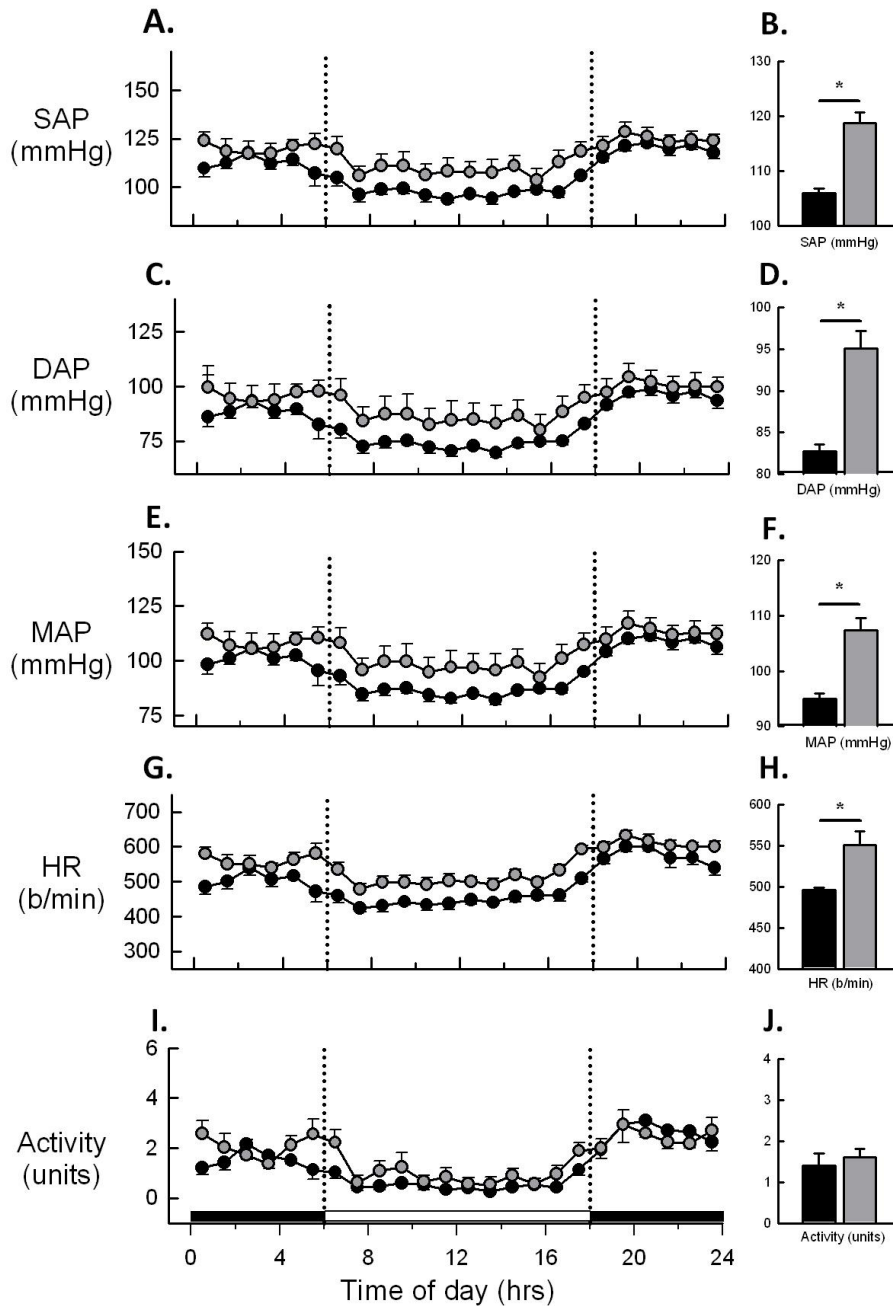 A.
B.
SAP
(mmHg)
150
125
100
130
120
110
100
*
SAP (mmHg)
C.
D.
DAP
(mmHg)
125
100
75
100
95
90
85
80
*
DAP (mmHg)
E.
F.
MAP
(mmHg)
150
125
100
75
120
110
100
90
*
MAP (mmHg)
G.
H.
HR
(b/min)
700
600
500
400
300
600
550
500
450
400
*
HR (b/min)
I.
J.
Activity
(units)
6
4
2
0
4
3
2
1
0
Activity (units)
0 4 8 12 16 20 24
Time of day (hrs)